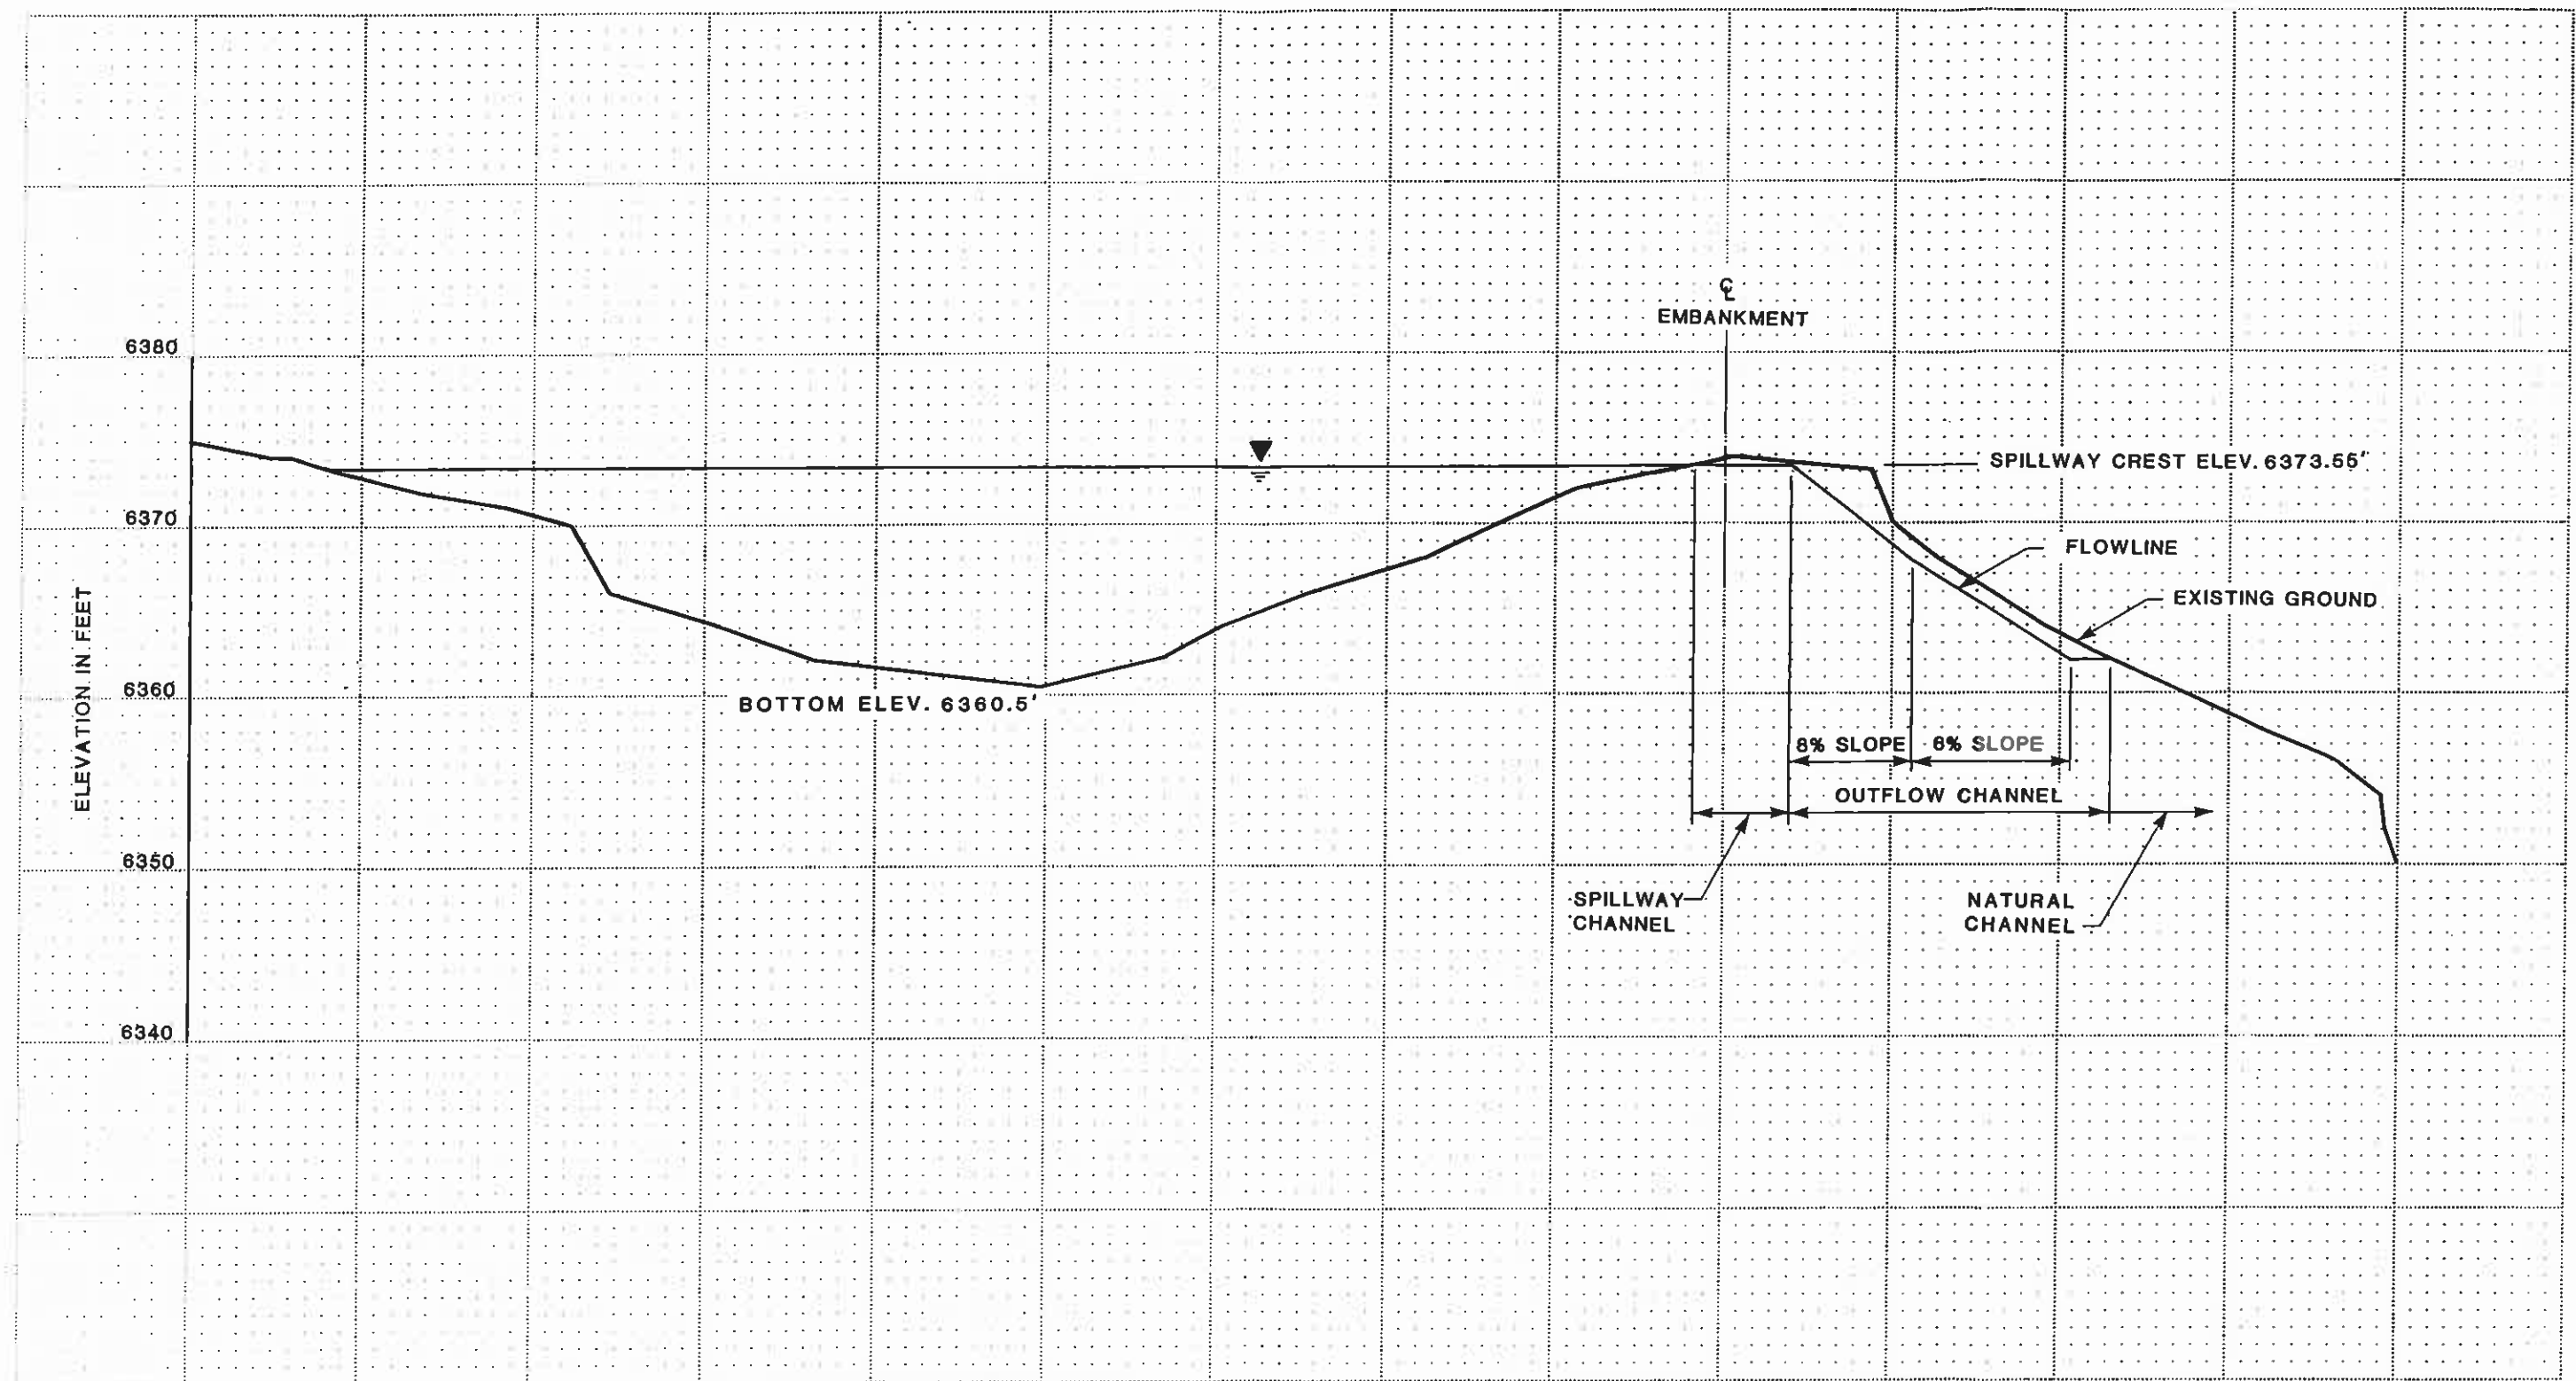 ℄
EMBANKMENT
6380
SPILLWAY CREST ELEV. 6373.55'
6370
FLOWLINE
EXISTING GROUND
ELEVATION IN FEET
6360
BOTTOM ELEV. 6360.5'
8% SLOPE
6% SLOPE
OUTFLOW CHANNEL
6350
SPILLWAY
CHANNEL
NATURAL
CHANNEL
6340